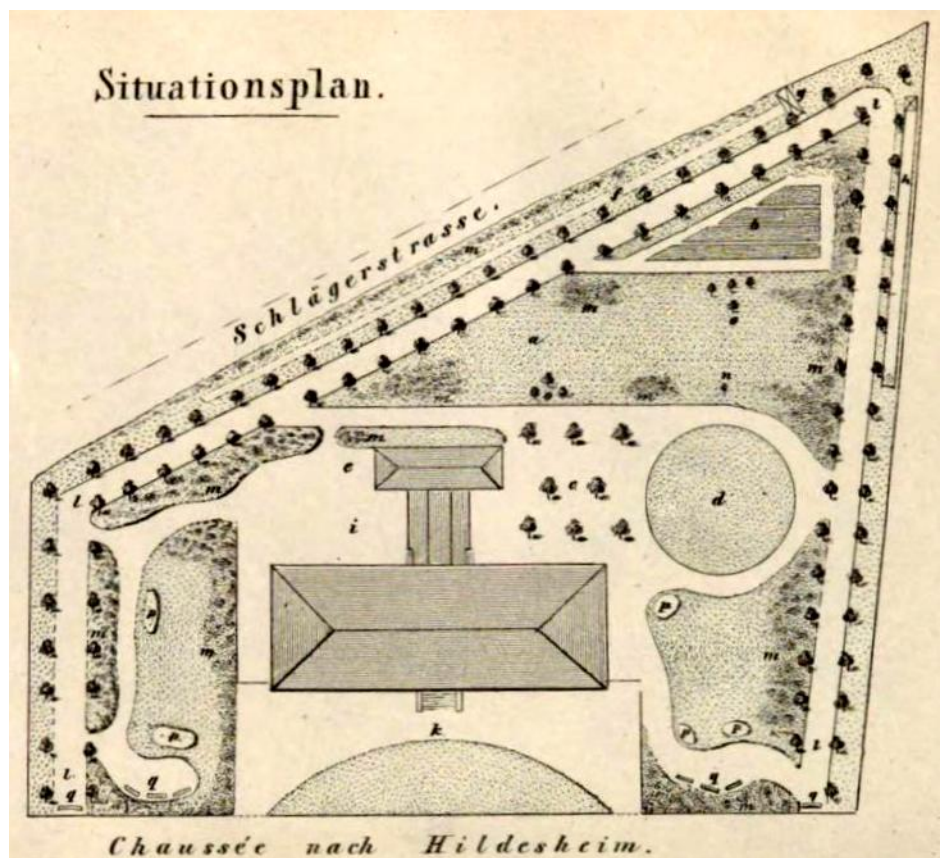 Situationsplan.
g
l
h
f
b
Schlägerstrasse.
m
m
o
a
m
n
m
o
m
m
e
c
m
d
l
i
p
p
m
m
m
k
p
p
p
l
l
q
q
q
q
m
Chaussée nach Hildesheim.